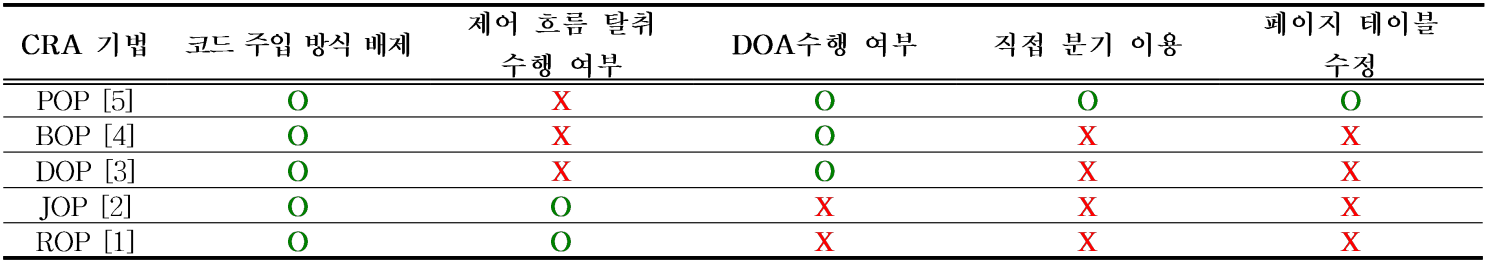 CRA 기법 코드 주입 방식 배제 제어 흐름 탈취 수행 여부 DOA수행 여부 직접 분기 이용 페이지 테이블 수정
POP [5] O X O O O
BOP [4] O X O X X
DOP [3] O X O X X
JOP [2] O O X X X
ROP [1] O O X X X